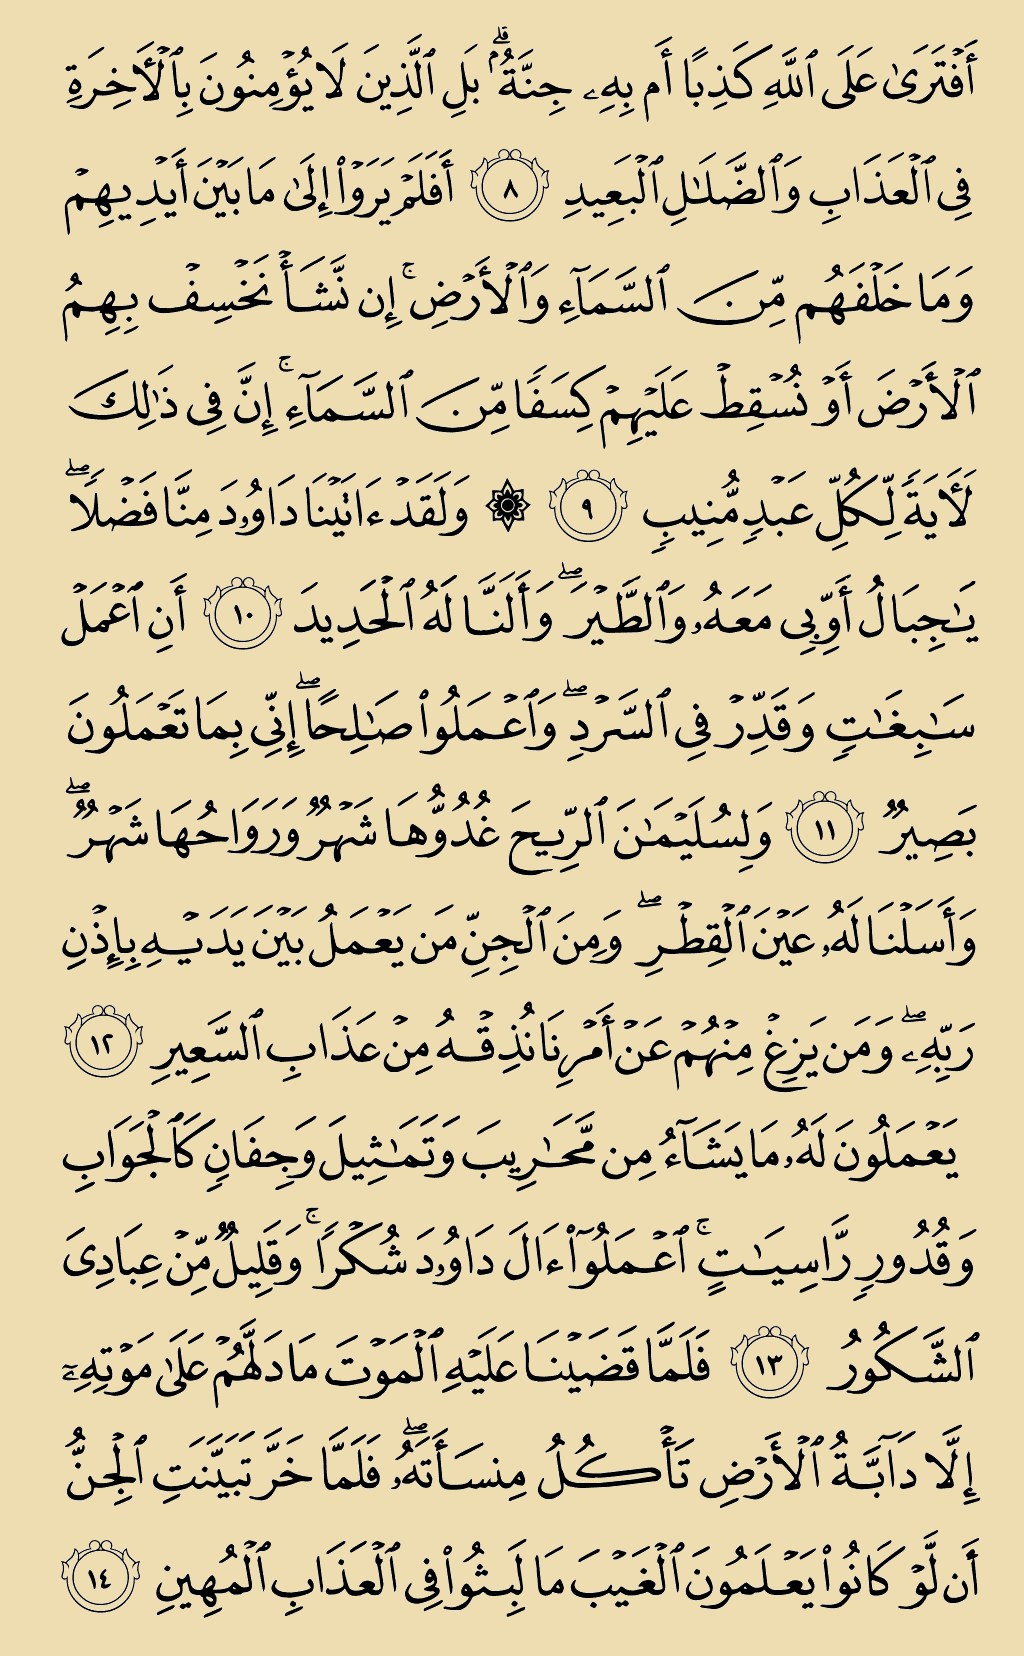 أَفۡتَرَىٰ عَلَى ٱللَّهِ كَذِبًا أَم بِهِۦ جِنَّةُۢۗ بَلِ ٱلَّذِينَ لَا يُؤۡمِنُونَ بِٱلۡأٓخِرَةِ
فِي ٱلۡعَذَابِ وَٱلضَّلَٰلِ ٱلۡبَعِيدِ ٨ أَفَلَمۡ يَرَوۡاْ إِلَىٰ مَا بَيۡنَ أَيۡدِيهِمۡ
وَمَا خَلۡفَهُم مِّنَ ٱلسَّمَآءِ وَٱلۡأَرۡضِۚ إِن نَّشَأۡ نَخۡسِفۡ بِهِمُ
ٱلۡأَرۡضَ أَوۡ نُسۡقِطۡ عَلَيۡهِمۡ كِسَفٗا مِّنَ ٱلسَّمَآءِۚ إِنَّ فِي ذَٰلِكَ
لَأٓيَةٗ لِّكُلِّ عَبۡدٖ مُّنِيبٖ ٩ ۞ وَلَقَدۡ ءَاتَيۡنَا دَاوُۥدَ مِنَّا فَضۡلٗاۖ
يَٰجِبَالُ أَوِّبِي مَعَهُۥ وَٱلطَّيۡرَۖ وَأَلَنَّا لَهُ ٱلۡحَدِيدَ ١٠ أَنِ ٱعۡمَلۡ
سَٰبِغَٰتٖ وَقَدِّرۡ فِي ٱلسَّرۡدِۖ وَٱعۡمَلُواْ صَٰلِحًاۖ إِنِّي بِمَا تَعۡمَلُونَ
بَصِيرٞ ١١ وَلِسُلَيۡمَٰنَ ٱلرِّيحَ غُدُوُّهَا شَهۡرٞ وَرَوَاحُهَا شَهۡرٞۖ
وَأَسَلۡنَا لَهُۥ عَيۡنَ ٱلۡقِطۡرِۖ وَمِنَ ٱلۡجِنِّ مَن يَعۡمَلُ بَيۡنَ يَدَيۡهِ بِإِذۡنِ
رَبِّهِۦۖ وَمَن يَزِغۡ مِنۡهُمۡ عَنۡ أَمۡرِنَا نُذِقۡهُ مِنۡ عَذَابِ ٱلسَّعِيرِ ١٢
يَعۡمَلُونَ لَهُۥ مَا يَشَآءُ مِن مَّحَٰرِيبَ وَتَمَٰثِيلَ وَجِفَانٖ كَٱلۡجَوَابِ
وَقُدُورٖ رَّاسِيَٰتٍۚ ٱعۡمَلُوٓاْ ءَالَ دَاوُۥدَ شُكۡرٗاۚ وَقَلِيلٞ مِّنۡ عِبَادِيَ
ٱلشَّكُورُ ١٣ فَلَمَّا قَضَيۡنَا عَلَيۡهِ ٱلۡمَوۡتَ مَا دَلَّهُمۡ عَلَىٰ مَوۡتِهِۦٓ
إِلَّا دَآبَّةُ ٱلۡأَرۡضِ تَأۡكُلُ مِنسَأَتَهُۥۖ فَلَمَّا خَرَّ تَبَيَّنَتِ ٱلۡجِنُّ
أَن لَّوۡ كَانُواْ يَعۡلَمُونَ ٱلۡغَيۡبَ مَا لَبِثُواْ فِي ٱلۡعَذَابِ ٱلۡمُهِينِ ١٤